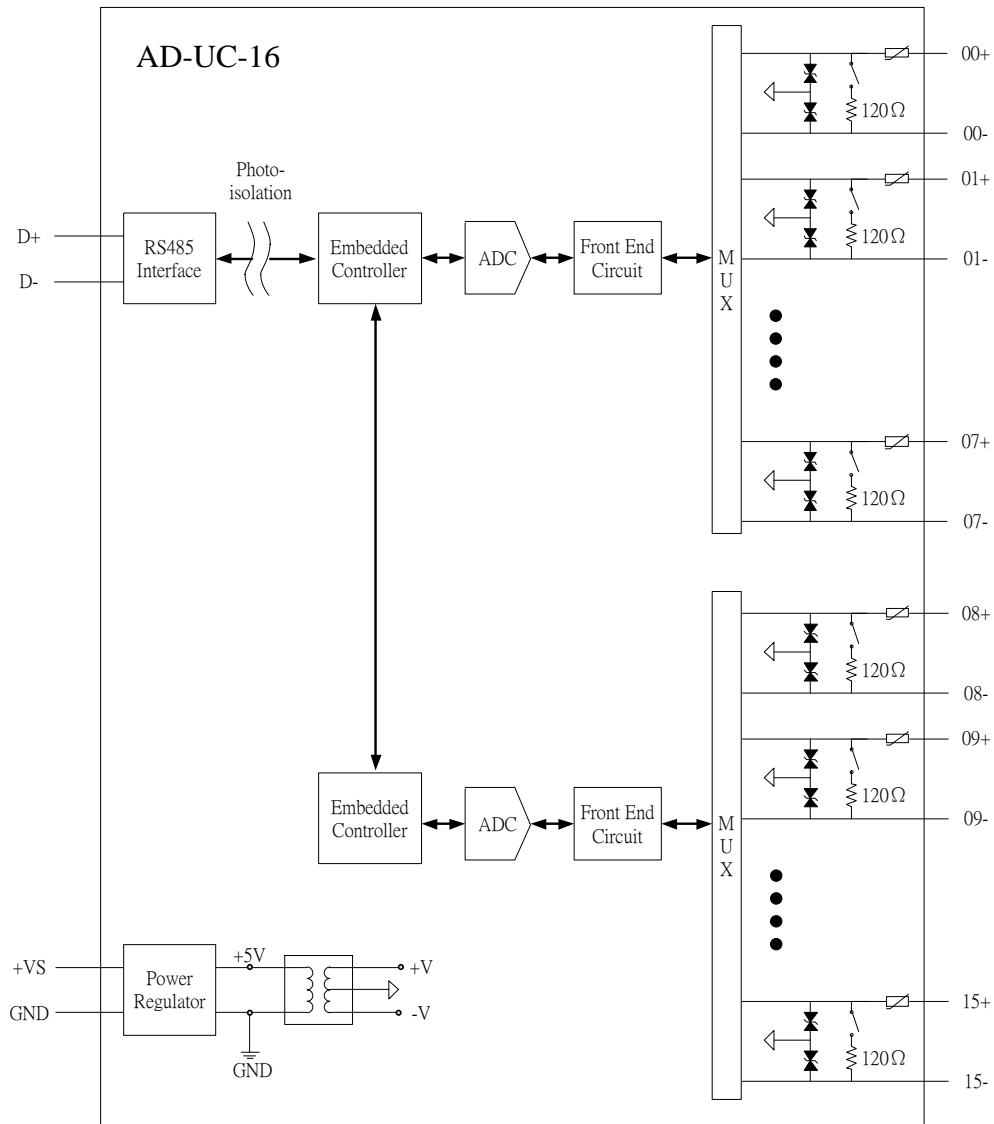 AD-UC-16
00+
120Ω
00-
Photo-
isolation
01+
120Ω
01-
D+
D-
RS485
Interface
Embedded
Controller
ADC
Front End
Circuit
M
U
X
07+
120Ω
07-
08+
120Ω
08-
09+
120Ω
09-
Embedded
Controller
ADC
Front End
Circuit
M
U
X
+VS
GND
Power
Regulator
+5V
GND
+V
-V
15+
120Ω
15-